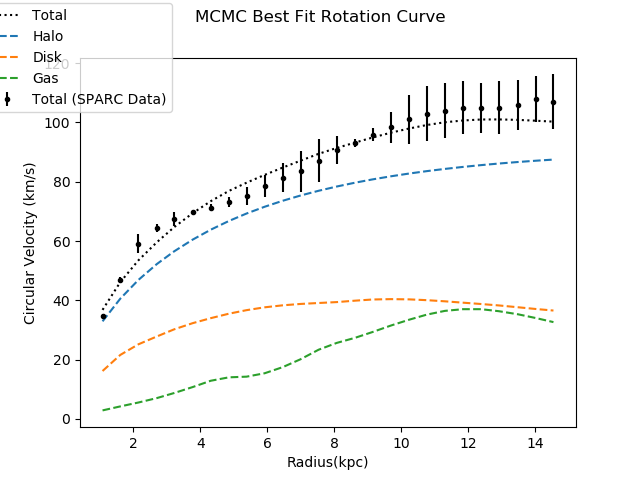 MCMC Best Fit Rotation Curve
Total
Halo
Disk
Gas
Total (SPARC Data)
120
100
80
60
40
20
0
Circular Velocity (km/s)
2 4 6 8 10 12 14
Radius(kpc)